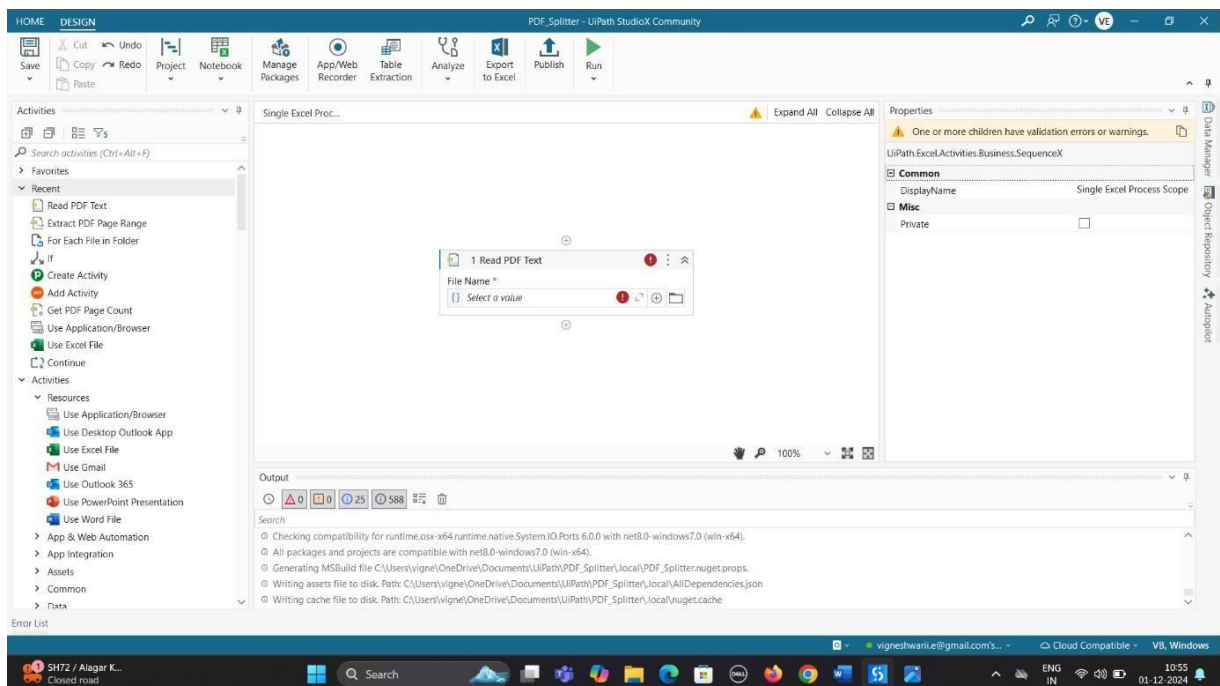 HOME DESIGN PDF_Splitter - UiPath StudioX Community VE
Save
Cut Undo
Copy Redo
Paste
Project Notebook
Manage Packages
App/Web Recorder
Table Extraction
Analyze
Export to Excel
Publish
Run
Activities
Search activities (Ctrl+Alt+F)
Favorites
Recent
Read PDF Text
Extract PDF Page Range
For Each File in Folder
If
Create Activity
Add Activity
Get PDF Page Count
Use Application/Browser
Use Excel File
Continue
Activities
Resources
Use Application/Browser
Use Desktop Outlook App
Use Excel File
Use Gmail
Use Outlook 365
Use PowerPoint Presentation
Use Word File
App & Web Automation
App Integration
Assets
Common
Data
Single Excel Proc... Expand All Collapse All
1 Read PDF Text
File Name *
{} Select a value
100%
Properties
One or more children have validation errors or warnings.
UiPath.Excel.Activities.Business.SequenceX
Common
DisplayName Single Excel Process Scope
Misc
Private
Data Manager
Object Repository
Autopilot
Output
0 0 25 588
Search
Checking compatibility for runtime.osx-x64.runtime.native.System.IO.Ports 6.0.0 with net8.0-windows7.0 (win-x64).
All packages and projects are compatible with net8.0-windows7.0 (win-x64).
Generating MSBuild file C:\Users\vigne\OneDrive\Documents\UiPath\PDF_Splitter\.local\PDF_Splitter.nuget.props.
Writing assets file to disk. Path: C:\Users\vigne\OneDrive\Documents\UiPath\PDF_Splitter\.local\AllDependencies.json
Writing cache file to disk. Path: C:\Users\vigne\OneDrive\Documents\UiPath\PDF_Splitter\.local\nuget.cache
Error List
vigneshwarii.e@gmail.com's... Cloud Compatible VB, Windows
1
SH72 / Alagar K...
Closed road
Search
DELL
ENG
IN
10:55
01-12-2024